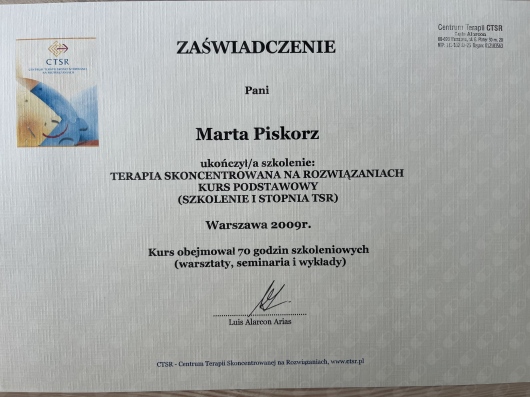 Centrum Terapii CTSR
Luis Alarcon
CTSR
ZAŚWIADCZENIE
Pani
Marta Piskorz
ukończył/a szkolenie:
TERAPIA SKONCENTROWANA NA ROZWIĄZANIACH
KURS PODSTAWOWY
(SZKOLENIE I STOPNIA TSR)
Warszawa 2009r.
Kurs obejmował 70 godzin szkoleniowych
(warsztaty, seminaria i wykłady)
Luis Alarcon Arias
CTSR - Centrum Terapii Skoncentrowanej na Rozwiązaniach, www.ctsr.pl